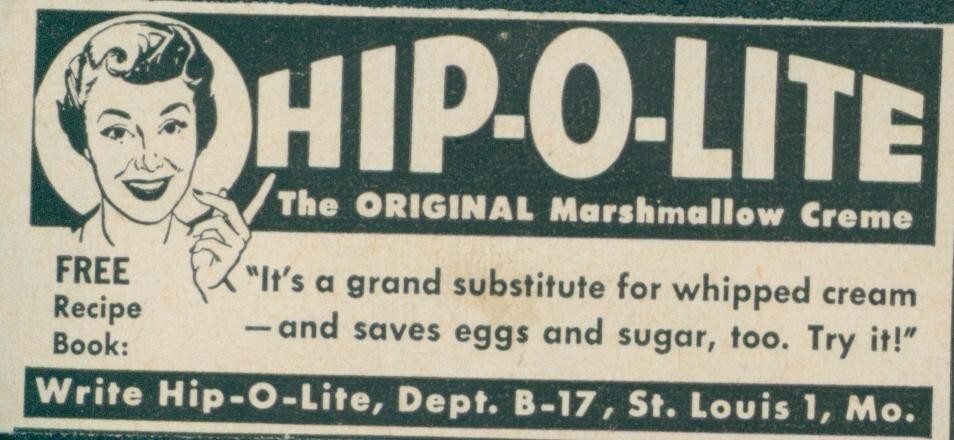 HIP-O-LITE
The ORIGINAL Marshmallow Creme
FREE
Recipe
Book:
"It's a grand substitute for whipped cream
—and saves eggs and sugar, too. Try it!"
Write Hip-O-Lite, Dept. B-17, St. Louis 1, Mo.